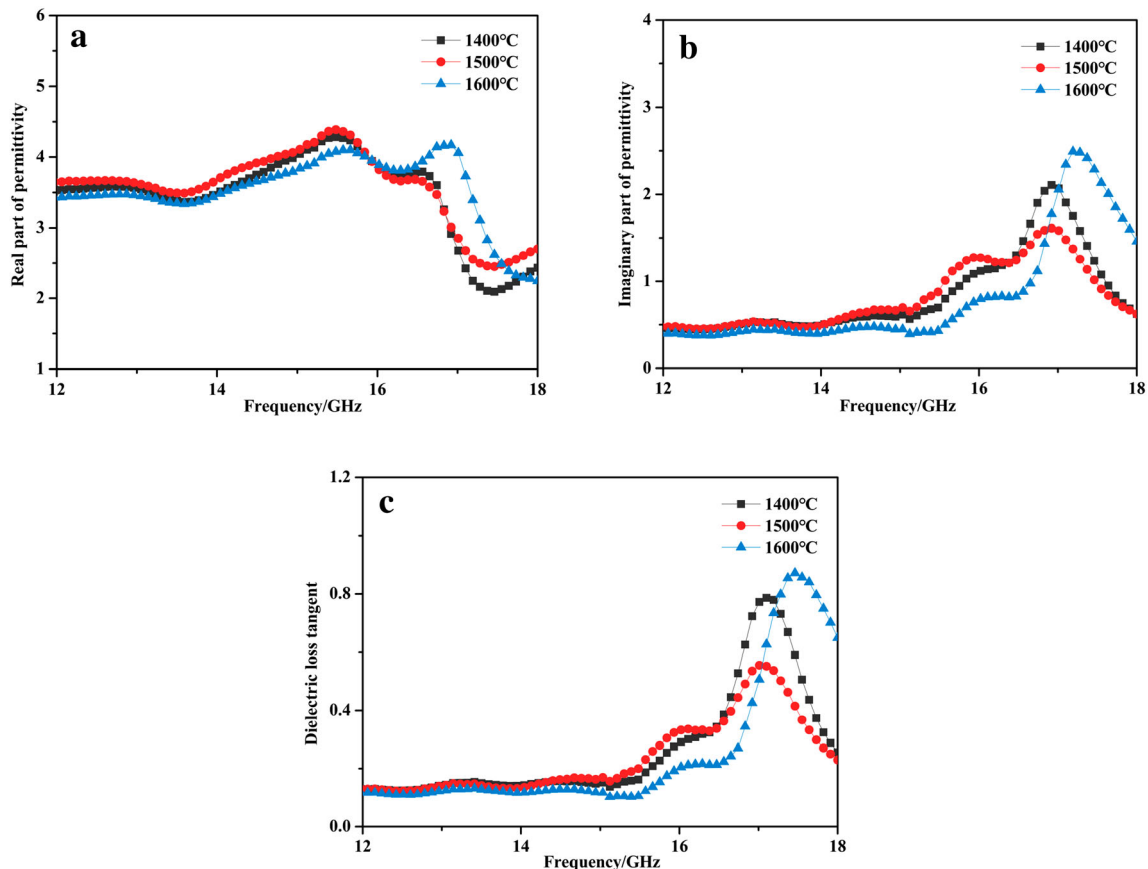 a
1400°C
1500°C
1600°C
Real part of permittivity
6
5
4
3
2
1
12
14
16
18
Frequency/GHz
b
1400°C
1500°C
1600°C
Imaginary part of permittivity
4
3
2
1
0
12
14
16
18
Frequency/GHz
c
1400°C
1500°C
1600°C
Dielectric loss tangent
1.2
0.8
0.4
0.0
12
14
16
18
Frequency/GHz